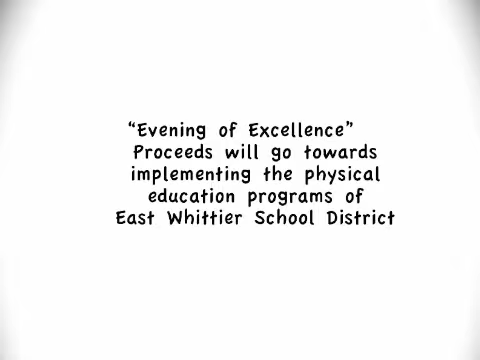 “Evening of Excellence”
Proceeds will go towards
implementing the physical
education programs of
East Whittier School District